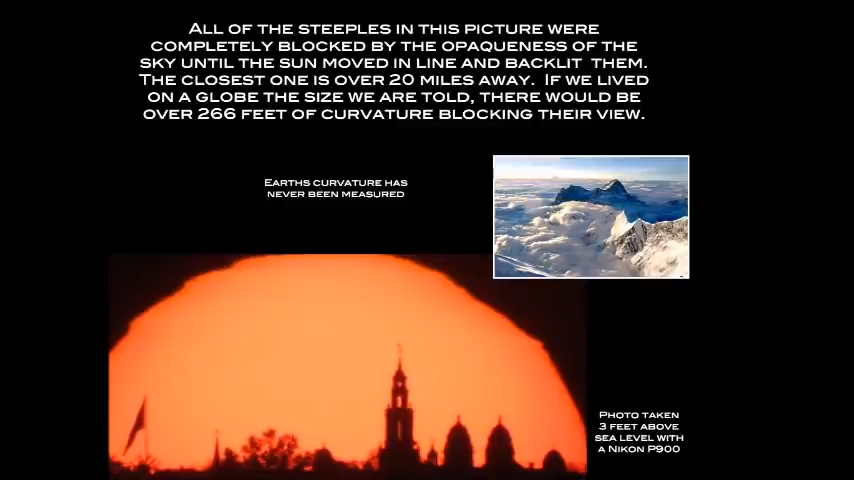 All of the steeples in this picture were
completely blocked by the opaqueness of the
sky until the sun moved in line and backlit them.
The closest one is over 20 miles away. If we lived
on a globe the size we are told, there would be
over 266 feet of curvature blocking their view.
Earths curvature has
never been measured
Photo taken
3 feet above
sea level with
a Nikon P900